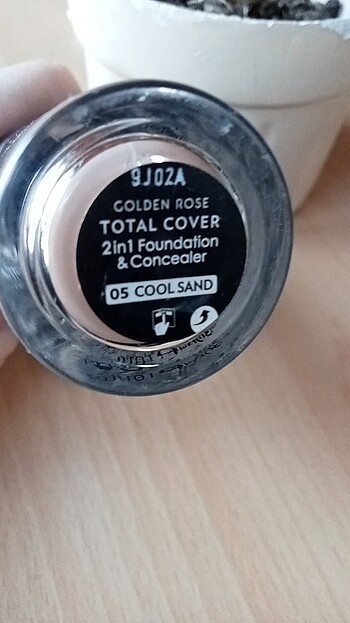 9J02A
GOLDEN ROSE
TOTAL COVER
2in1 Foundation
& Concealer
05 COOL SAND